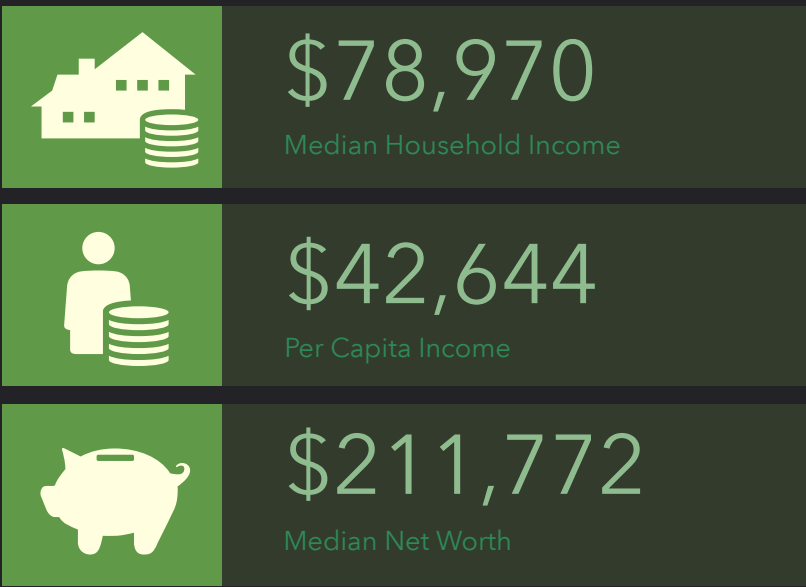 $78,970
Median Household Income
$42,644
Per Capita Income
$211,772
Median Net Worth